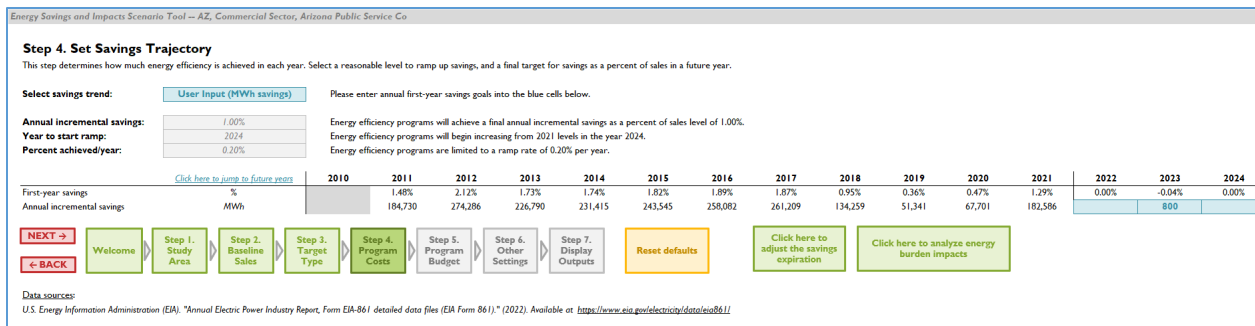 Energy Savings and Impacts Scenario Tool -- AZ, Commercial Sector, Arizona Public Service Co
Step 4. Set Savings Trajectory
This step determines how much energy efficiency is achieved in each year. Select a reasonable level to ramp up savings, and a final target for savings as a percent of sales in a future year.
Select savings trend: User Input (MWh savings) Please enter annual first-year savings goals into the blue cells below.
Annual incremental savings: 1.00% Energy efficiency programs will achieve a final annual incremental savings as a percent of sales level of 1.00%.
Year to start ramp: 2024 Energy efficiency programs will begin increasing from 2021 levels in the year 2024.
Percent achieved/year: 0.20% Energy efficiency programs are limited to a ramp rate of 0.20% per year.
Click here to jump to future years 2010 2011 2012 2013 2014 2015 2016 2017 2018 2019 2020 2021 2022 2023 2024
First-year savings % 1.48% 2.12% 1.73% 1.74% 1.82% 1.89% 1.87% 0.95% 0.36% 0.47% 1.29% 0.00% -0.04% 0.00%
Annual incremental savings MWh 184,730 274,286 226,790 231,415 243,545 258,082 261,209 134,259 51,341 67,701 182,586 800
NEXT →
← BACK
Welcome
Step 1.
Study
Area
Step 2.
Baseline
Sales
Step 3.
Target
Type
Step 4.
Program
Costs
Step 5.
Program
Budget
Step 6.
Other
Settings
Step 7.
Display
Outputs
Reset defaults
Click here to
adjust the savings
expiration
Click here to analyze energy
burden impacts
Data sources:
U.S. Energy Information Administration (EIA). "Annual Electric Power Industry Report, Form EIA-861 detailed data files (EIA Form 861)." (2022). Available at https://www.eia.gov/electricity/data/eia861/